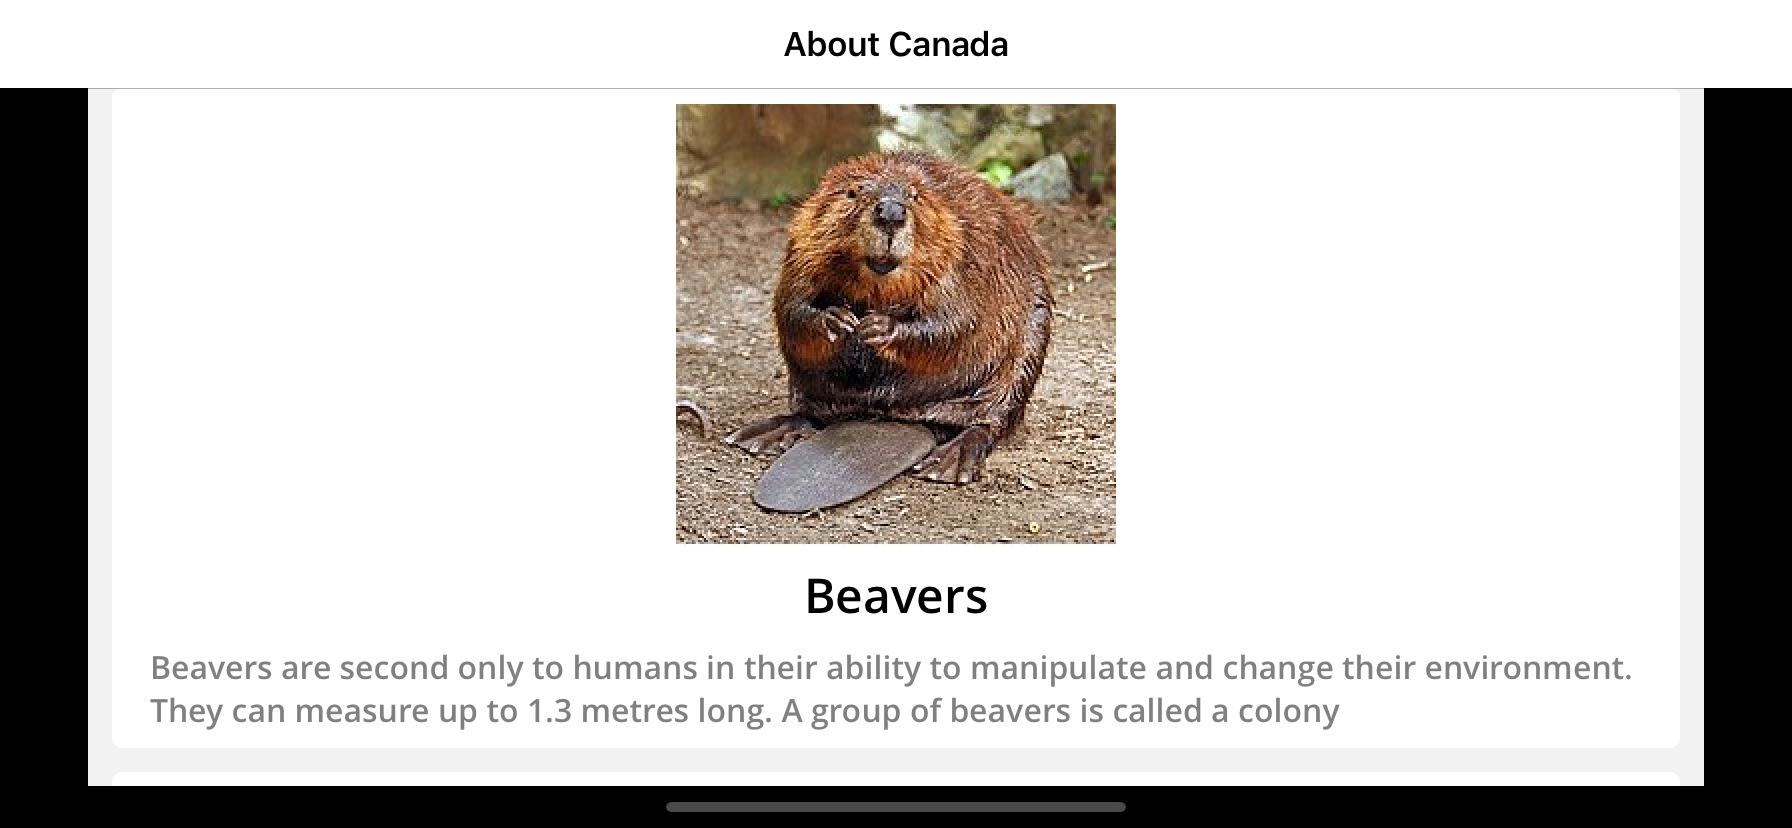 About Canada
Beavers
Beavers are second only to humans in their ability to manipulate and change their environment.
They can measure up to 1.3 metres long. A group of beavers is called a colony